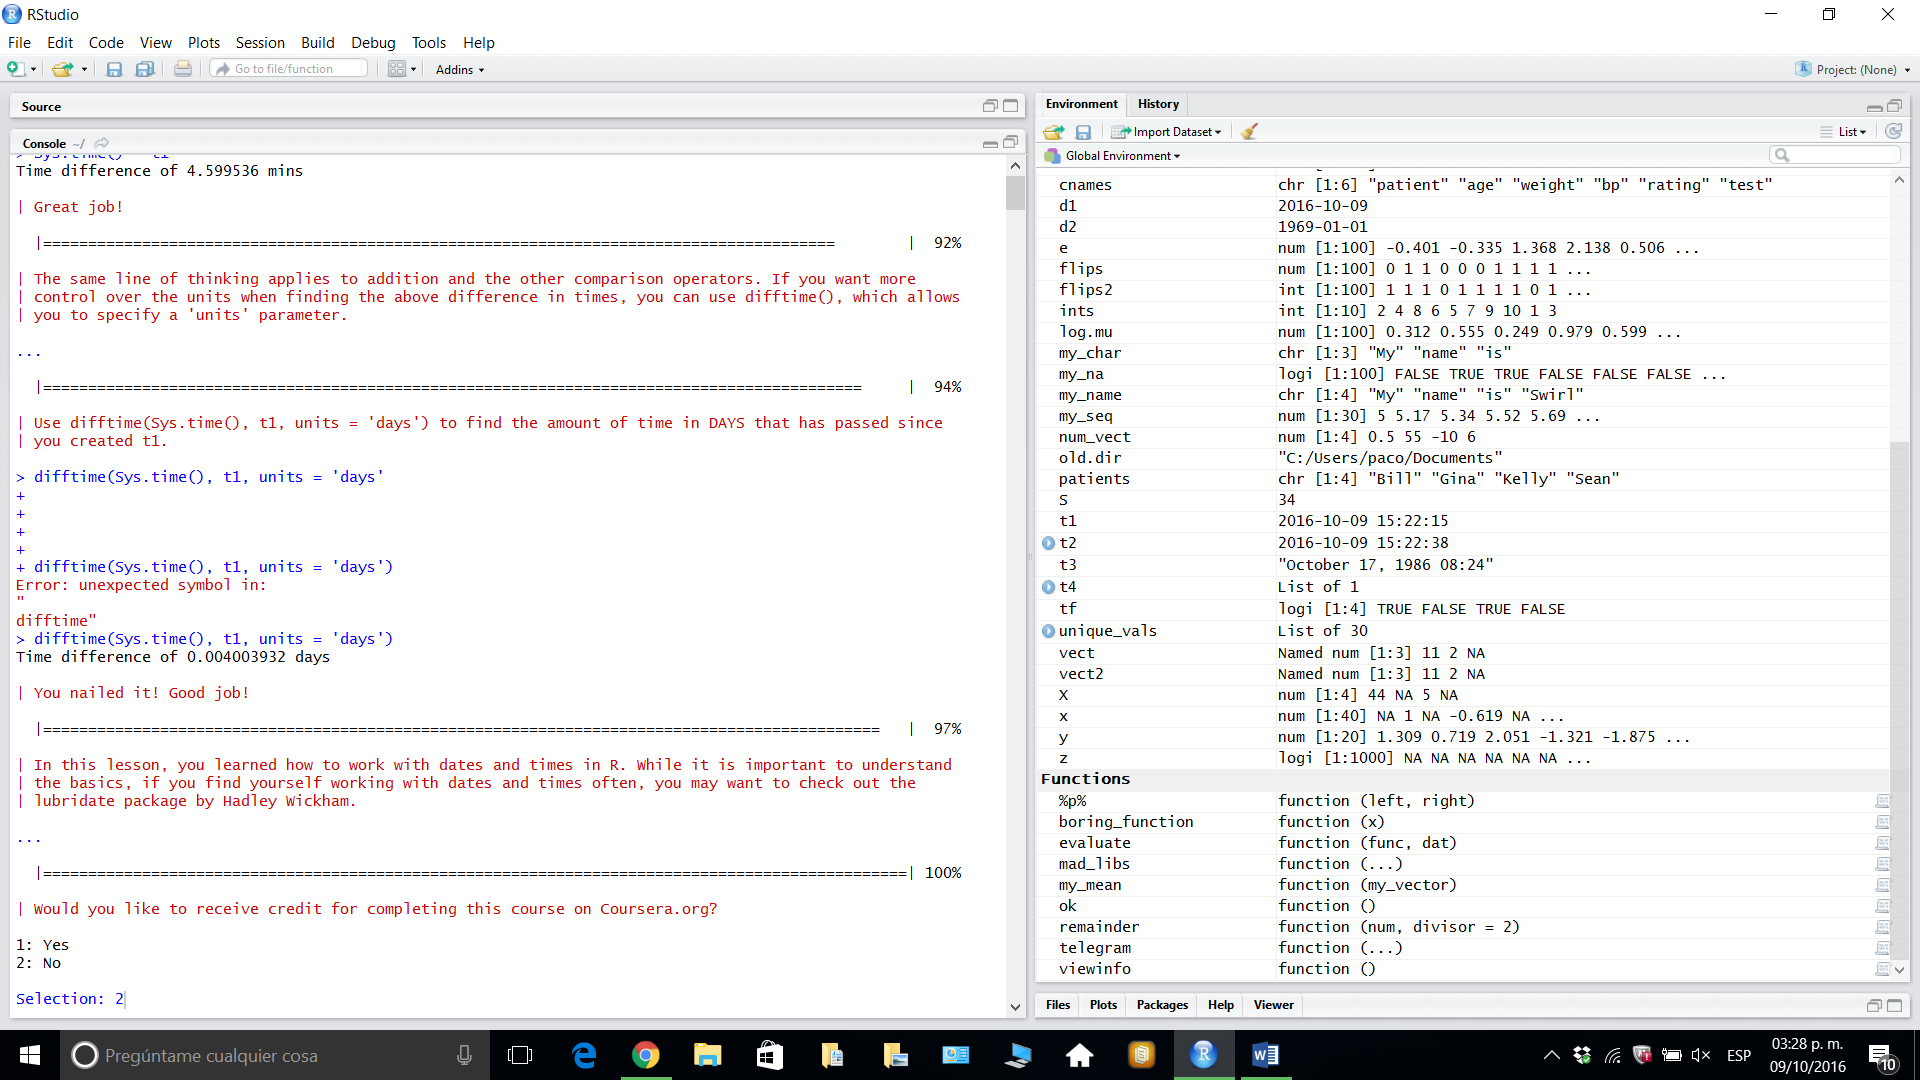 RStudio
File Edit Code View Plots Session Build Debug Tools Help
Go to file/function Addins Project: (None)
Source
Console ~/
> Sys.time() - t1
Time difference of 4.599536 mins
| Great job!
|======================================================================================== | 92%
| The same line of thinking applies to addition and the other comparison operators. If you want more
| control over the units when finding the above difference in times, you can use difftime(), which allows
| you to specify a 'units' parameter.
...
|=========================================================================================== | 94%
| Use difftime(Sys.time(), t1, units = 'days') to find the amount of time in DAYS that has passed since
| you created t1.
> difftime(Sys.time(), t1, units = 'days'
+
+
+
+
+ difftime(Sys.time(), t1, units = 'days')
Error: unexpected symbol in:
"
difftime"
> difftime(Sys.time(), t1, units = 'days')
Time difference of 0.004003932 days
| You nailed it! Good job!
|============================================================================================= | 97%
| In this lesson, you learned how to work with dates and times in R. While it is important to understand
| the basics, if you find yourself working with dates and times often, you may want to check out the
| lubridate package by Hadley Wickham.
...
|================================================================================================| 100%
| Would you like to receive credit for completing this course on Coursera.org?
1: Yes
2: No
Selection: 2
Environment History
Import Dataset List
Global Environment
cnames chr [1:6] "patient" "age" "weight" "bp" "rating" "test"
d1 2016-10-09
d2 1969-01-01
e num [1:100] -0.401 -0.335 1.368 2.138 0.506 ...
flips num [1:100] 0 1 1 0 0 0 1 1 1 1 ...
flips2 int [1:100] 1 1 1 0 1 1 1 1 0 1 ...
ints int [1:10] 2 4 8 6 5 7 9 10 1 3
log.mu num [1:100] 0.312 0.555 0.249 0.979 0.599 ...
my_char chr [1:3] "My" "name" "is"
my_na logi [1:100] FALSE TRUE TRUE FALSE FALSE FALSE ...
my_name chr [1:4] "My" "name" "is" "Swirl"
my_seq num [1:30] 5 5.17 5.34 5.52 5.69 ...
num_vect num [1:4] 0.5 55 -10 6
old.dir "C:/Users/paco/Documents"
patients chr [1:4] "Bill" "Gina" "Kelly" "Sean"
S 34
t1 2016-10-09 15:22:15
t2 2016-10-09 15:22:38
t3 "October 17, 1986 08:24"
t4 List of 1
tf logi [1:4] TRUE FALSE TRUE FALSE
unique_vals List of 30
vect Named num [1:3] 11 2 NA
vect2 Named num [1:3] 11 2 NA
X num [1:4] 44 NA 5 NA
x num [1:40] NA 1 NA -0.619 NA ...
y num [1:20] 1.309 0.719 2.051 -1.321 -1.875 ...
z logi [1:1000] NA NA NA NA NA NA ...
Functions
%p% function (left, right)
boring_function function (x)
evaluate function (func, dat)
mad_libs function (...)
my_mean function (my_vector)
ok function ()
remainder function (num, divisor = 2)
telegram function (...)
viewinfo function ()
Files Plots Packages Help Viewer
Pregúntame cualquier cosa
ESP
03:28 p. m.
09/10/2016
10